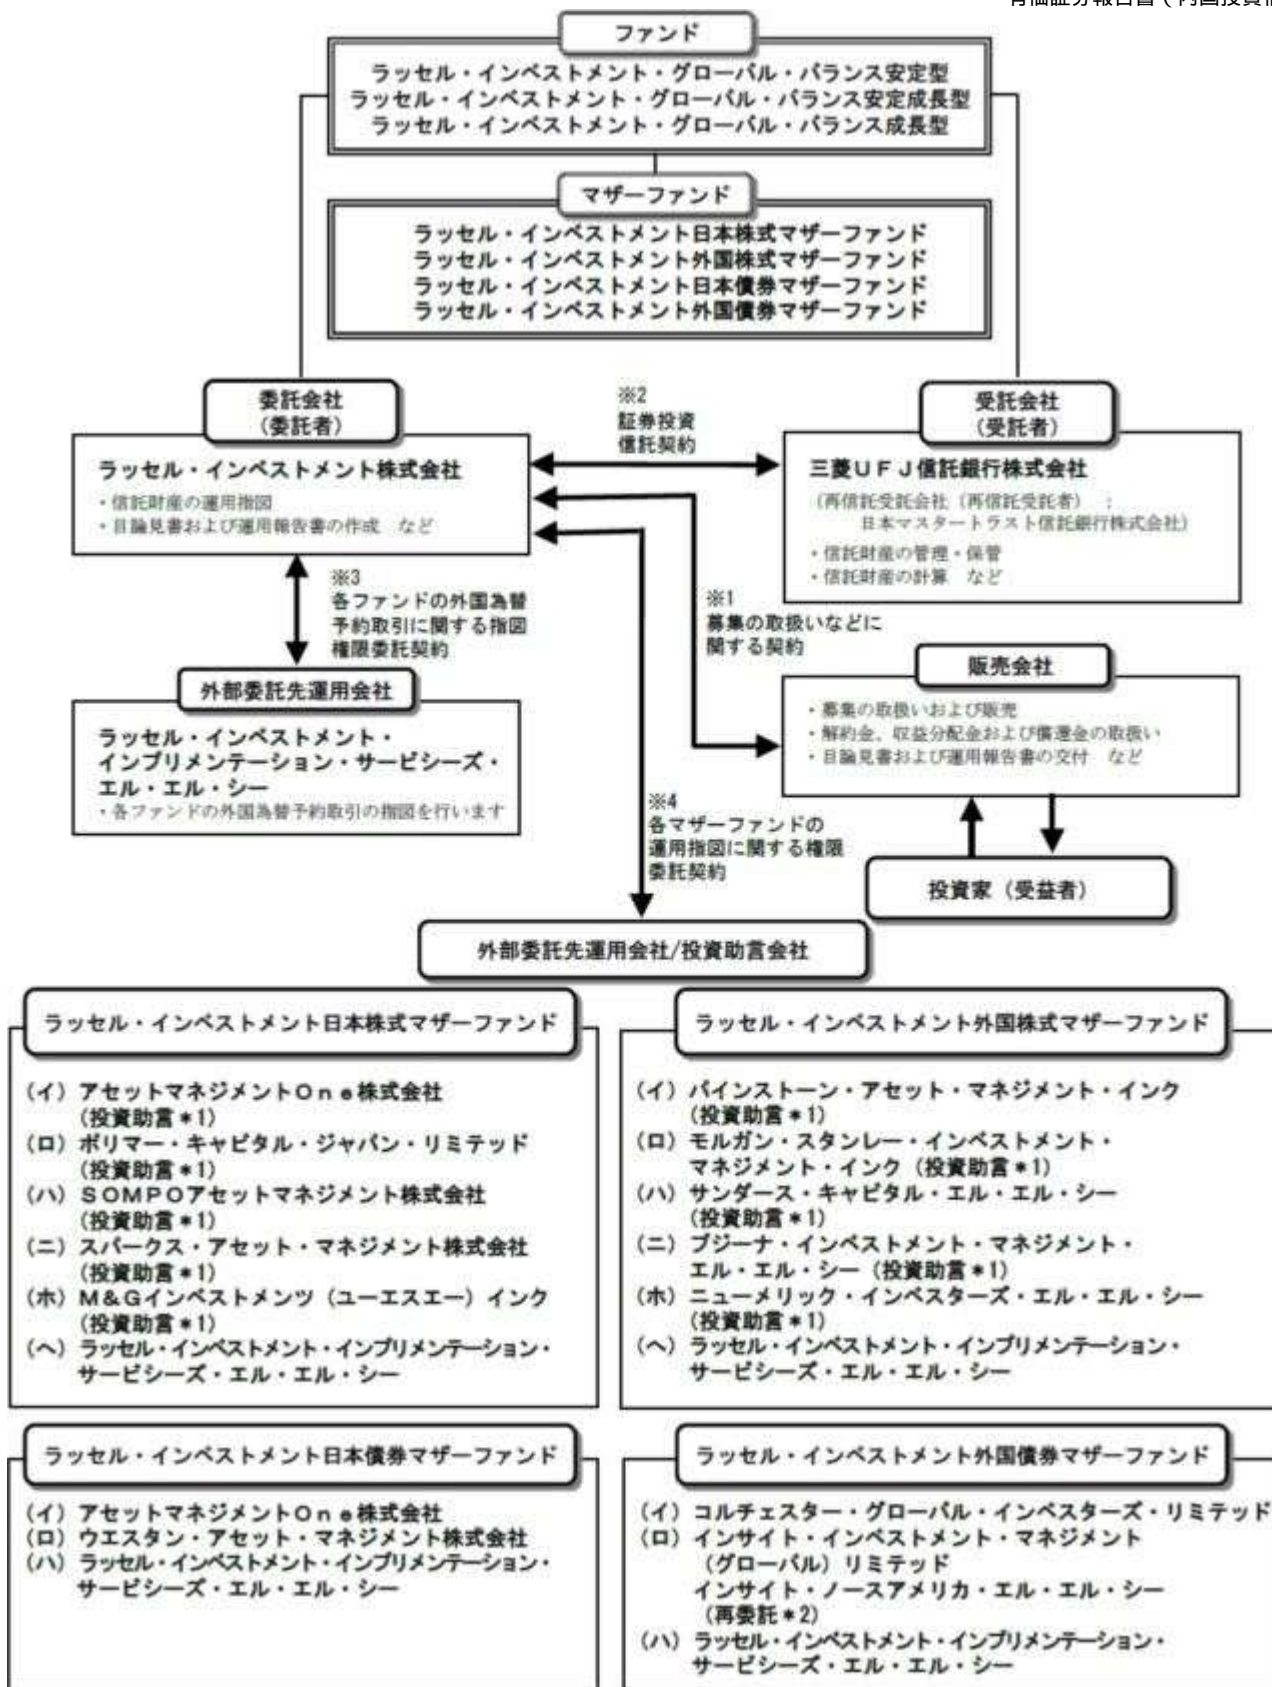 ファンド
ラッセル・インベストメント・グローバル・バランス安定型
ラッセル・インベストメント・グローバル・バランス安定成長型
ラッセル・インベストメント・グローバル・バランス成長型
マザーファンド
ラッセル・インベストメント日本株式マザーファンド
ラッセル・インベストメント外国株式マザーファンド
ラッセル・インベストメント日本債券マザーファンド
ラッセル・インベストメント外国債券マザーファンド
委託会社
(委託者)
ラッセル・インベストメント株式会社
・信託財産の運用指図
・目論見書および運用報告書の作成 など
※2
証券投資
信託契約
受託会社
(受託者)
三菱UFJ信託銀行株式会社
(再信託受託会社(再信託受託者):
日本マスタートラスト信託銀行株式会社)
・信託財産の管理・保管
・信託財産の計算 など
※3
各ファンドの外国為替
予約取引に関する指図
権限委託契約
※1
募集の取扱いなどに
関する契約
外部委託先運用会社
ラッセル・インベストメント・
インプリメンテーション・サービシーズ・
エル・エル・シー
・各ファンドの外国為替予約取引の指図を行います
販売会社
・募集の取扱いおよび販売
・解約金、収益分配金および償還金の取扱い
・目論見書および運用報告書の交付 など
※4
各マザーファンドの
運用指図に関する権限
委託契約
投資家(受益者)
外部委託先運用会社/投資助言会社
ラッセル・インベストメント日本株式マザーファンド
(イ)アセットマネジメントOne株式会社
(投資助言*1)
(ロ)ポリマー・キャピタル・ジャパン・リミテッド
(投資助言*1)
(ハ)SOMPOアセットマネジメント株式会社
(投資助言*1)
(ニ)スパークス・アセット・マネジメント株式会社
(投資助言*1)
(ホ)M&Gインベストメンツ(ユーエスエー)インク
(投資助言*1)
(ヘ)ラッセル・インベストメント・インプリメンテーション・
サービシーズ・エル・エル・シー
ラッセル・インベストメント外国株式マザーファンド
(イ)パインストーン・アセット・マネジメント・インク
(投資助言*1)
(ロ)モルガン・スタンレー・インベストメント・
マネジメント・インク(投資助言*1)
(ハ)サンダース・キャピタル・エル・エル・シー
(投資助言*1)
(ニ)プジーナ・インベストメント・マネジメント・
エル・エル・シー(投資助言*1)
(ホ)ニューメリック・インベスターズ・エル・エル・シー
(投資助言*1)
(ヘ)ラッセル・インベストメント・インプリメンテーション・
サービシーズ・エル・エル・シー
ラッセル・インベストメント日本債券マザーファンド
(イ)アセットマネジメントOne株式会社
(ロ)ウエスタン・アセット・マネジメント株式会社
(ハ)ラッセル・インベストメント・インプリメンテーション・
サービシーズ・エル・エル・シー
ラッセル・インベストメント外国債券マザーファンド
(イ)コルチェスター・グローバル・インベスターズ・リミテッド
(ロ)インサイト・インベストメント・マネジメント
(グローバル)リミテッド
インサイト・ノースアメリカ・エル・エル・シー
(再委託*2)
(ハ)ラッセル・インベストメント・インプリメンテーション・
サービシーズ・エル・エル・シー